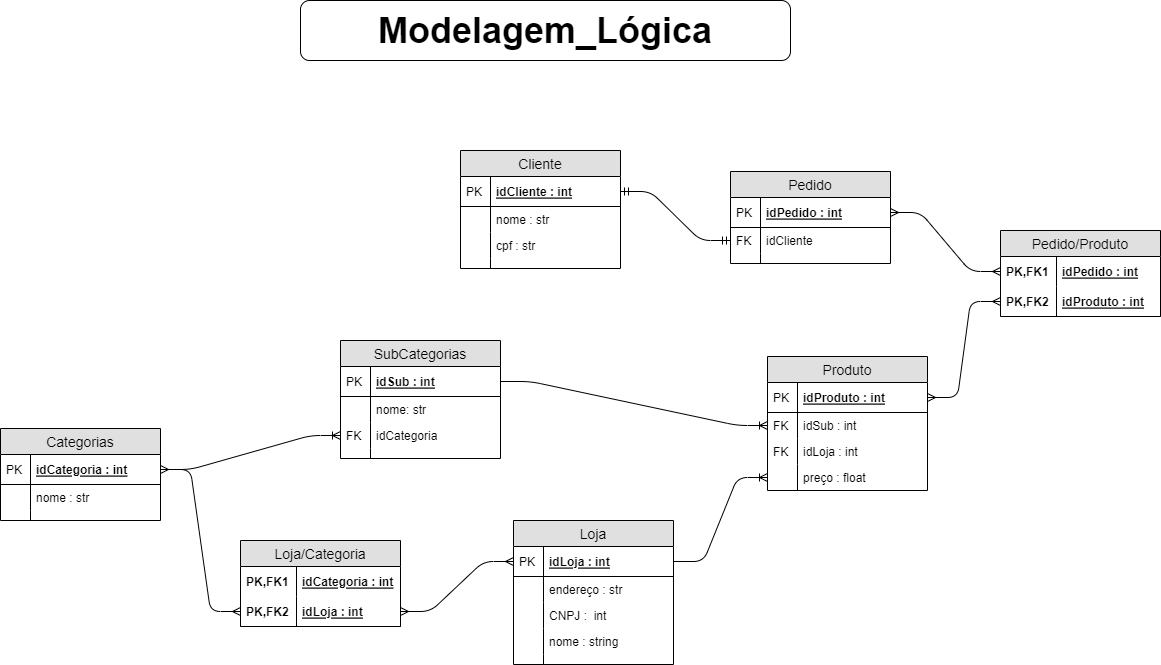 Modelagem_Lógica
Cliente
PK idCliente : int
nome : str
cpf : str
Pedido
PK idPedido : int
FK idCliente
Pedido/Produto
PK,FK1 idPedido : int
PK,FK2 idProduto : int
SubCategorias
PK idSub : int
nome: str
FK idCategoria
Produto
PK idProduto : int
FK idSub : int
FK idLoja : int
preço : float
Categorias
PK idCategoria : int
nome : str
Loja/Categoria
PK,FK1 idCategoria : int
PK,FK2 idLoja : int
Loja
PK idLoja : int
endereço : str
CNPJ : int
nome : string